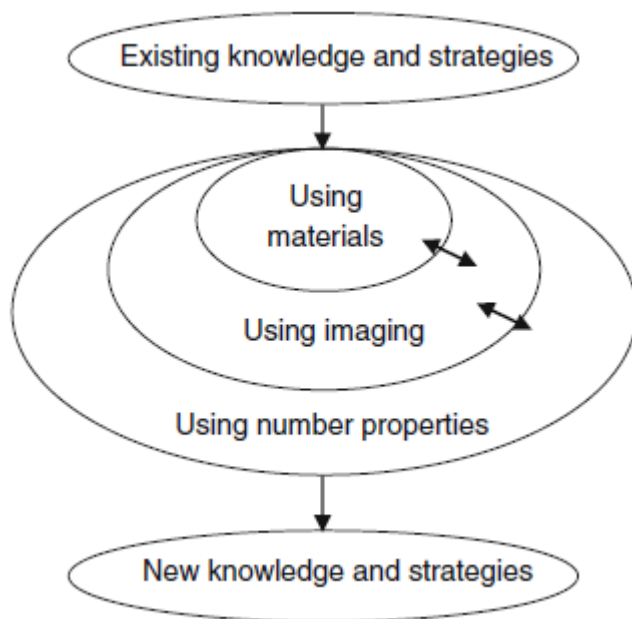 Existing knowledge and strategies
Using
materials
Using imaging
Using number properties
New knowledge and strategies